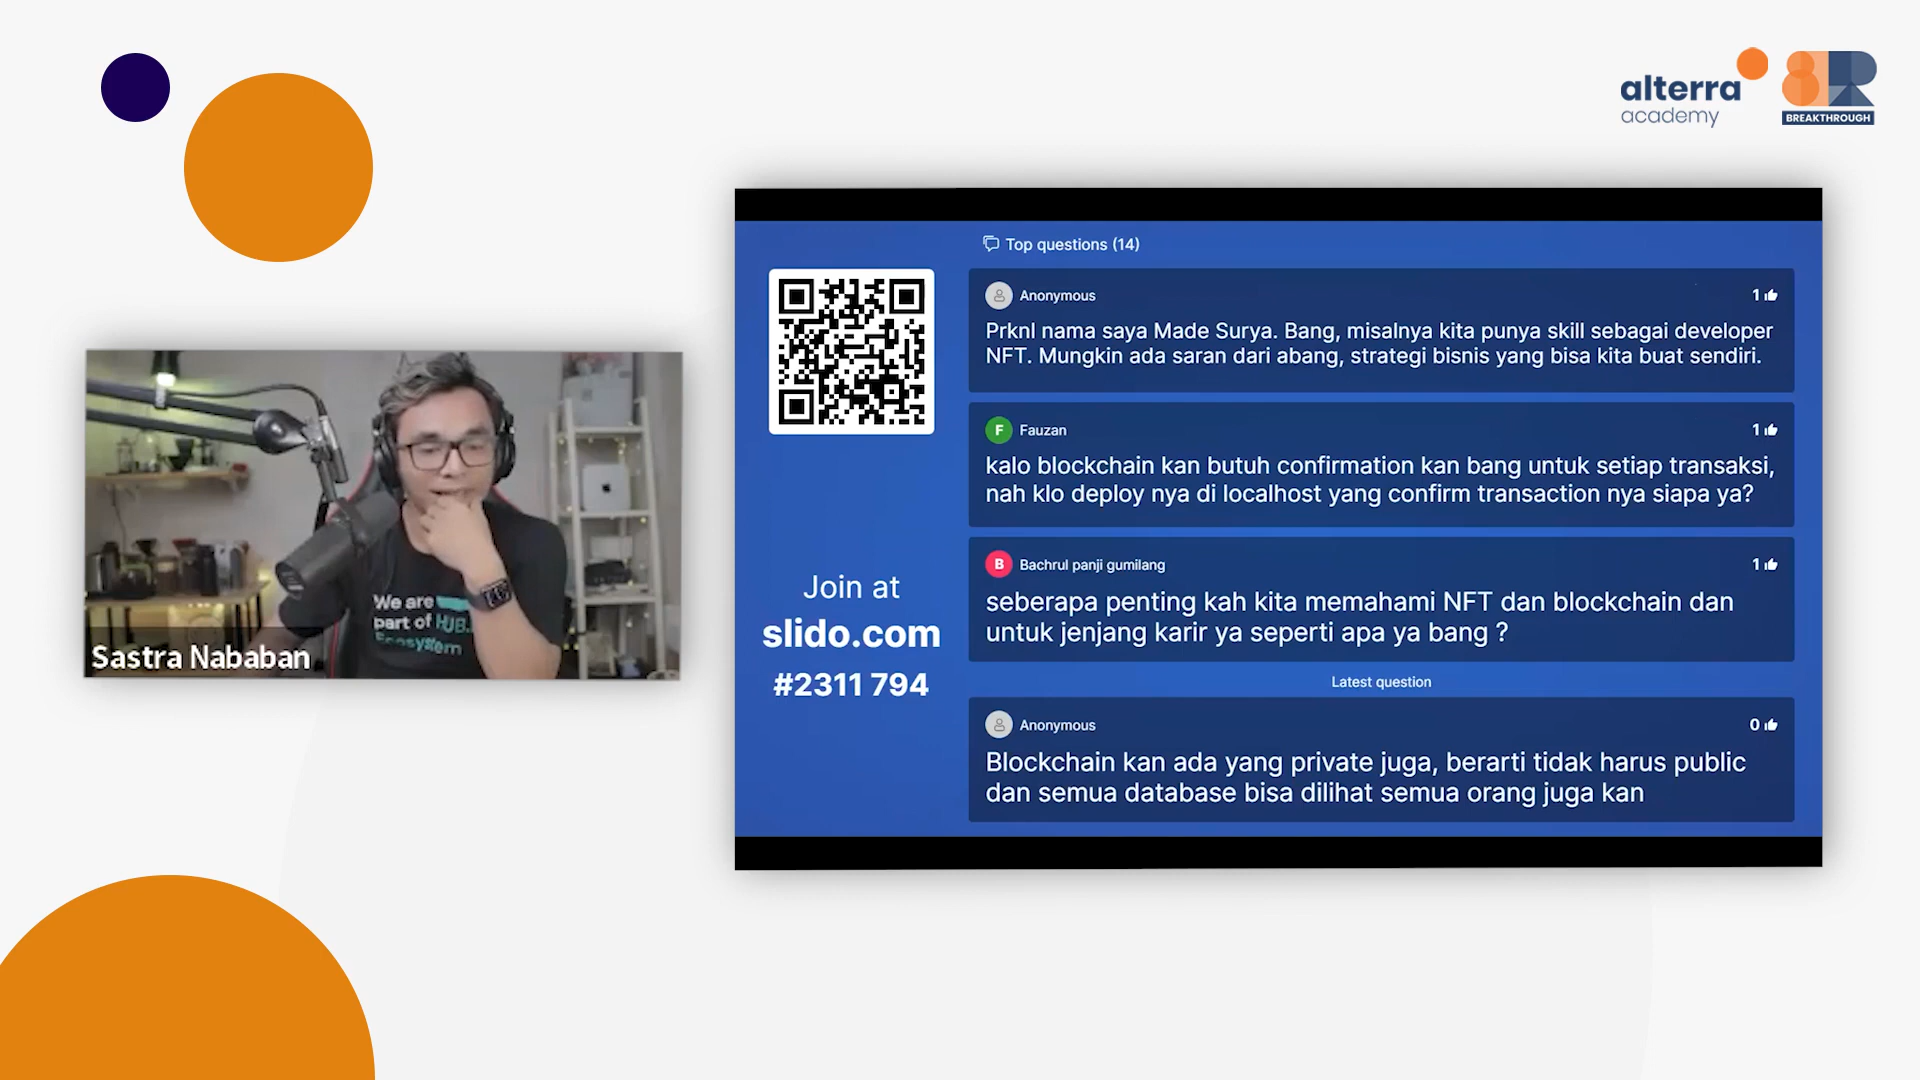 alterra
academy
BREAKTHROUGH
We are
part of HUB.
Ecosystem
Sastra Nababan
Join at
slido.com
#2311 794
Top questions (14)
Anonymous
1
Prknl nama saya Made Surya. Bang, misalnya kita punya skill sebagai developer
NFT. Mungkin ada saran dari abang, strategi bisnis yang bisa kita buat sendiri.
F Fauzan
1
kalo blockchain kan butuh confirmation kan bang untuk setiap transaksi,
nah klo deploy nya di localhost yang confirm transaction nya siapa ya?
B Bachrul panji gumilang
1
seberapa penting kah kita memahami NFT dan blockchain dan
untuk jenjang karir ya seperti apa ya bang ?
Latest question
Anonymous
0
Blockchain kan ada yang private juga, berarti tidak harus public
dan semua database bisa dilihat semua orang juga kan